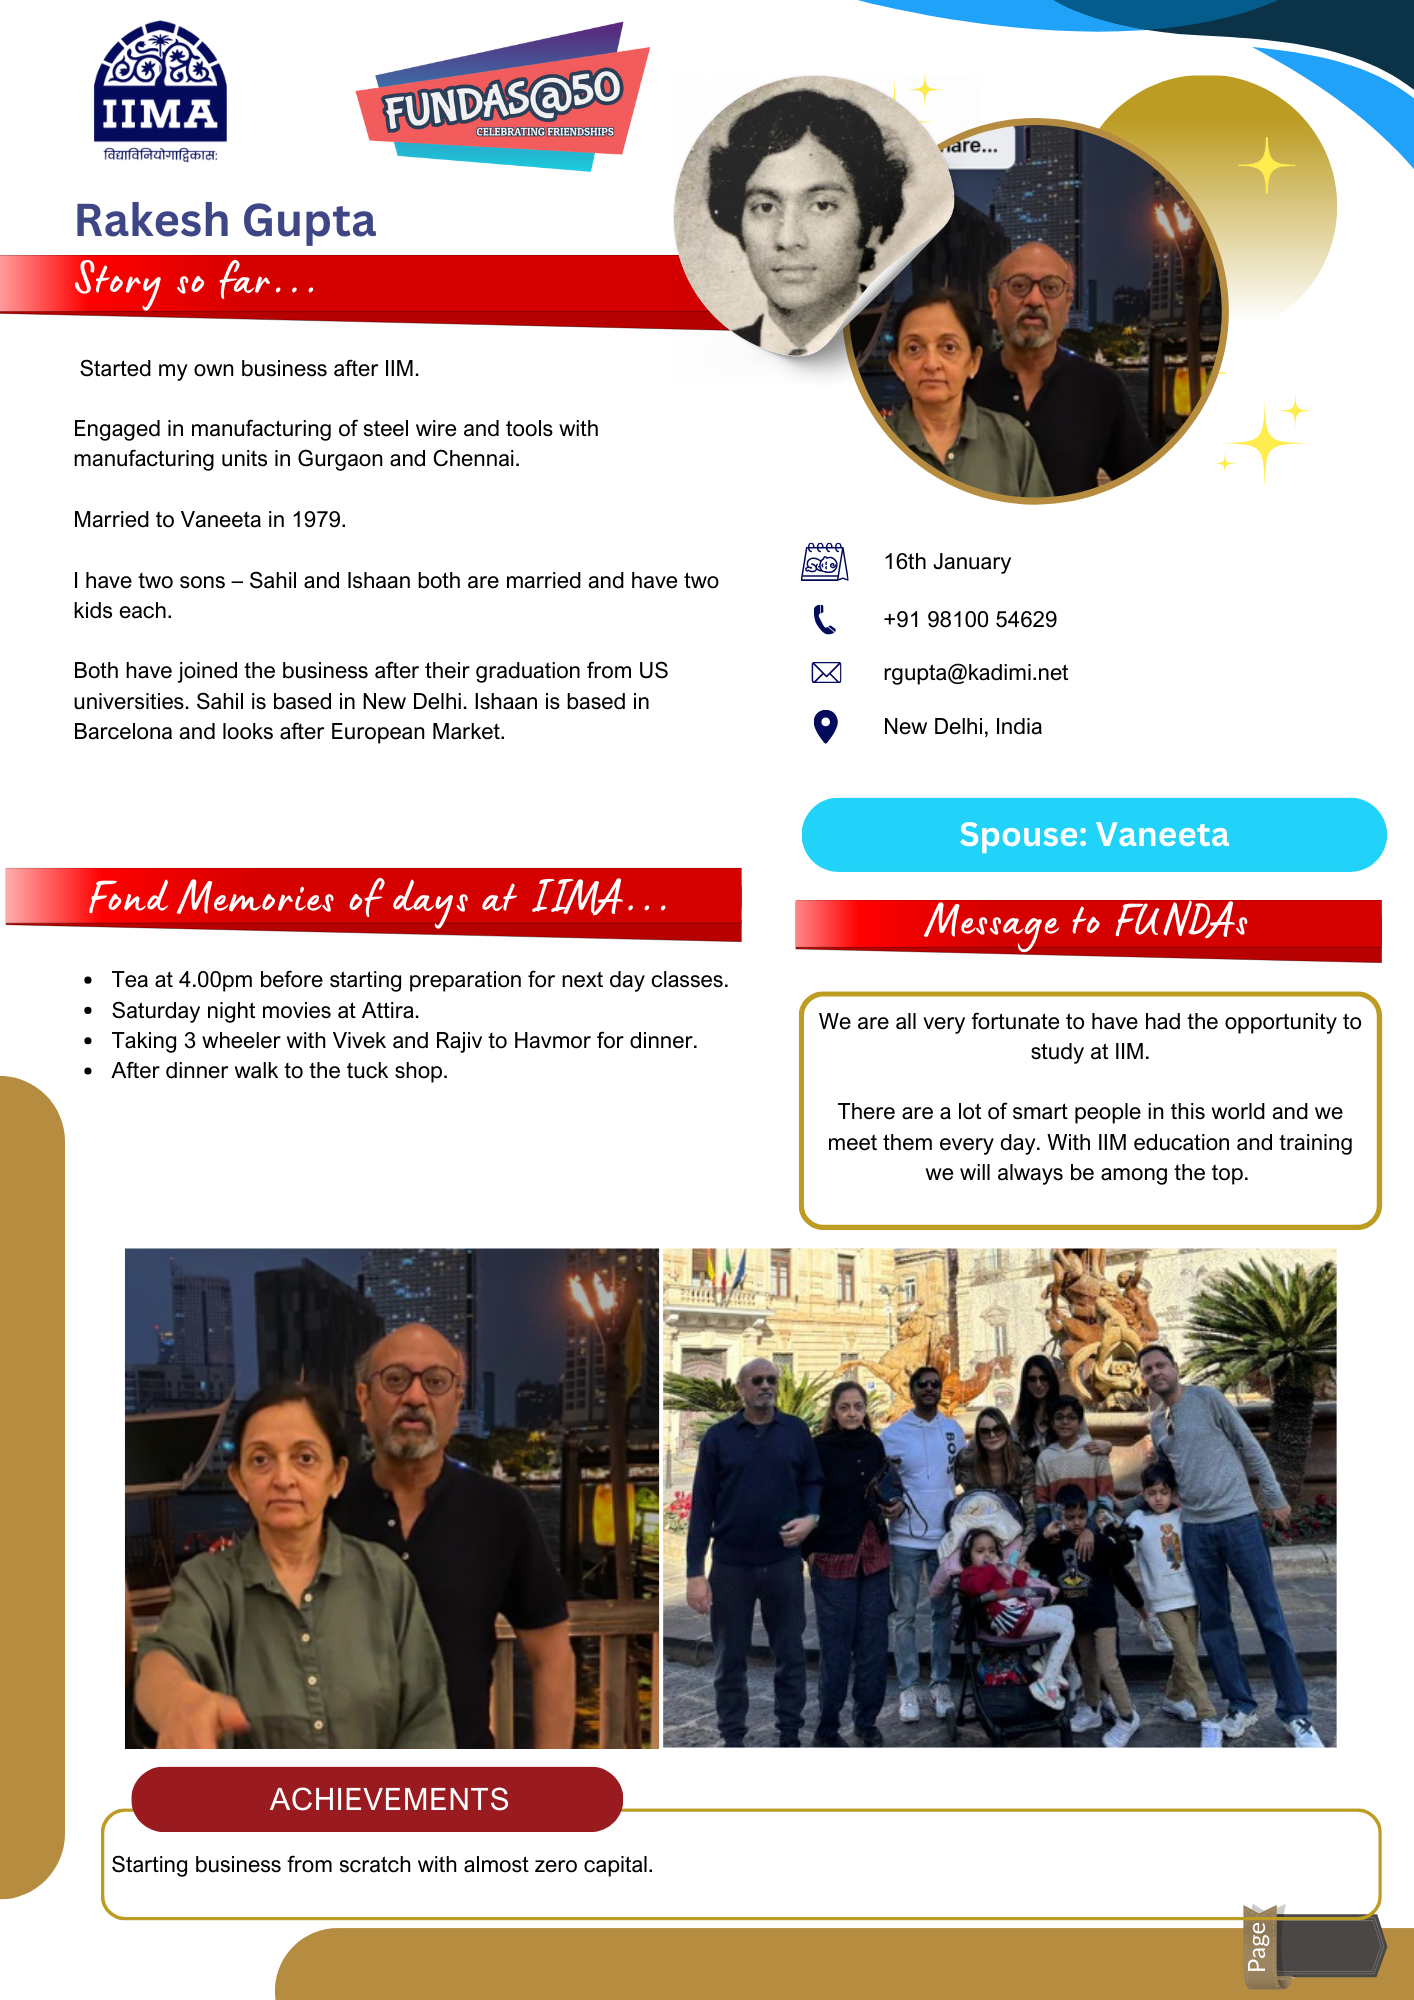 IIMA
विद्याविनियोगाद्विकास:
FUNDAS@50
CELEBRATING FRIENDSHIPS
are...
Rakesh Gupta
Story so far...
Started my own business after IIM.
Engaged in manufacturing of steel wire and tools with
manufacturing units in Gurgaon and Chennai.
Married to Vaneeta in 1979.
I have two sons – Sahil and Ishaan both are married and have two
kids each.
Both have joined the business after their graduation from US
universities. Sahil is based in New Delhi. Ishaan is based in
Barcelona and looks after European Market.
16th January
+91 98100 54629
rgupta@kadimi.net
New Delhi, India
Spouse: Vaneeta
Fond Memories of days at IIMA...
• Tea at 4.00pm before starting preparation for next day classes.
• Saturday night movies at Attira.
• Taking 3 wheeler with Vivek and Rajiv to Havmor for dinner.
• After dinner walk to the tuck shop.
Message to FUNDAs
We are all very fortunate to have had the opportunity to
study at IIM.
There are a lot of smart people in this world and we
meet them every day. With IIM education and training
we will always be among the top.
BOSS
ACHIEVEMENTS
Starting business from scratch with almost zero capital.
Page